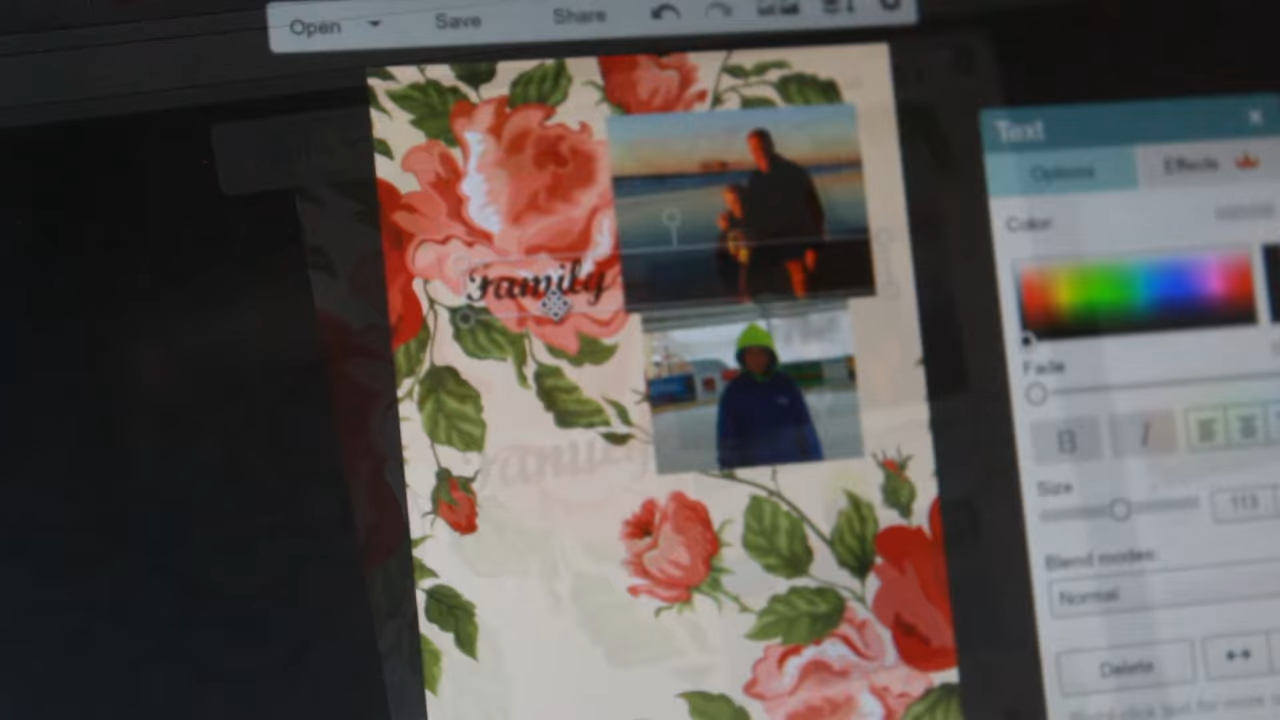 Open
Save
Share
Text
X
Options
Effects
Color:
Family
Fade
B
I
Size
113
Blend modes:
Normal
Delete